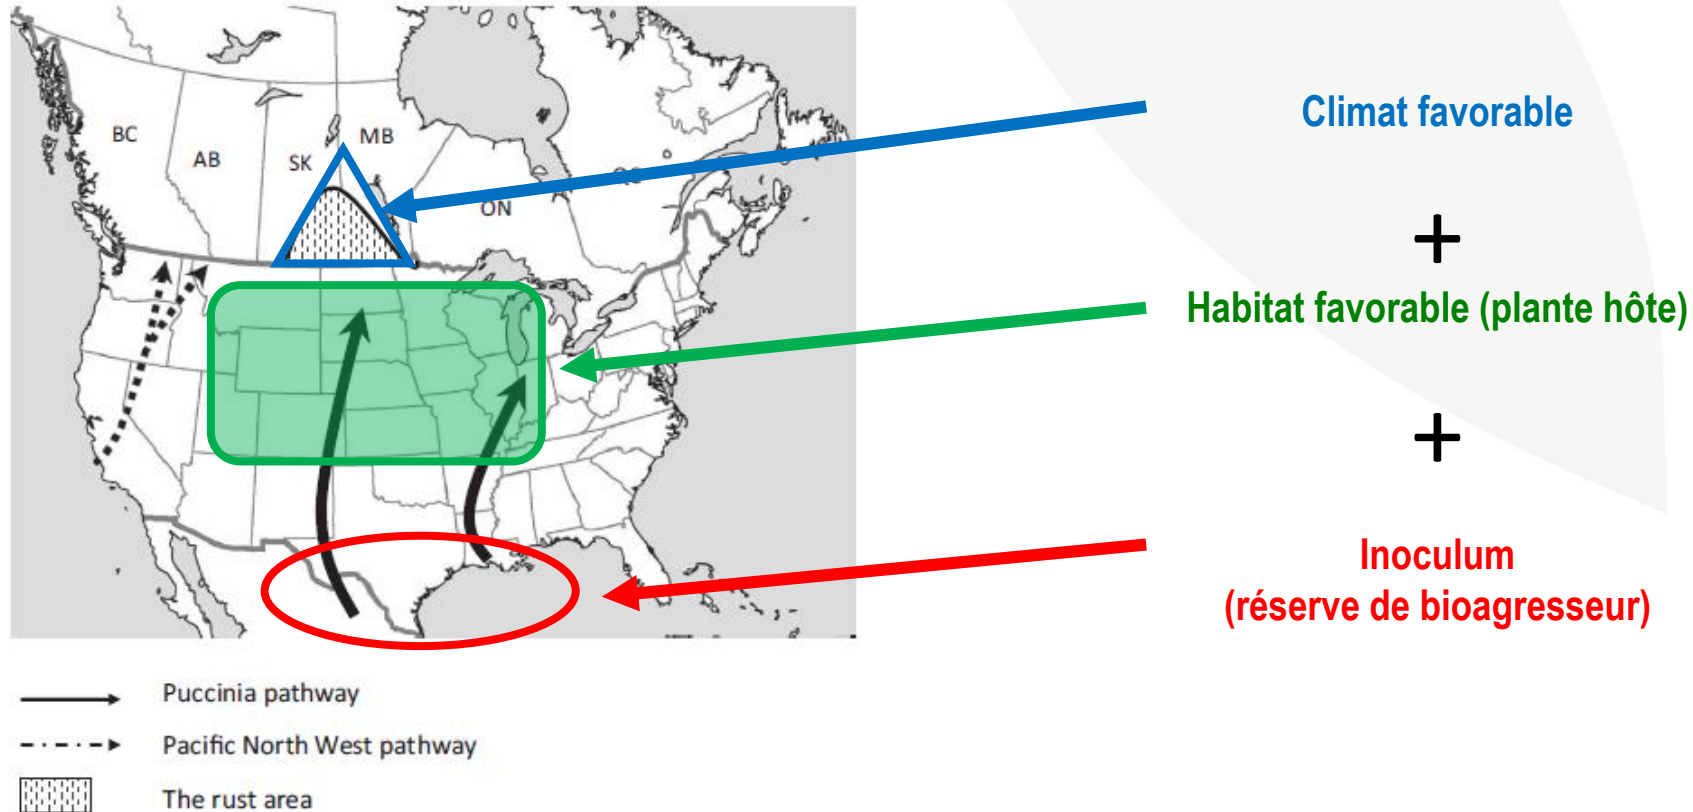 BC
AB
SK
MB
ON
Climat favorable
+
Habitat favorable (plante hôte)
+
Inoculum
(réserve de bioagresseur)
Puccinia pathway
Pacific North West pathway
The rust area